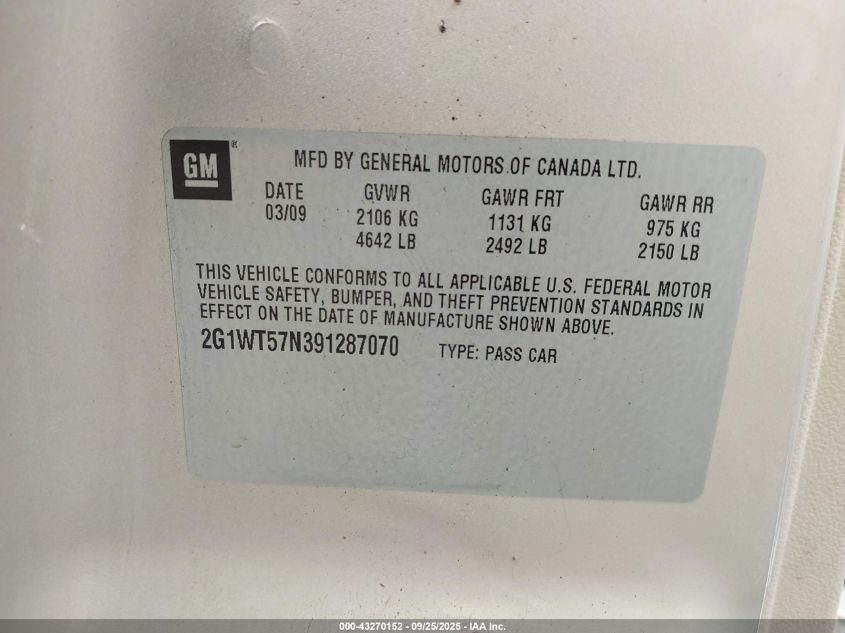 GM®
MFD BY GENERAL MOTORS OF CANADA LTD.
DATE GVWR GAWR FRT GAWR RR
03/09 2106 KG 1131 KG 975 KG
4642 LB 2492 LB 2150 LB
THIS VEHICLE CONFORMS TO ALL APPLICABLE U.S. FEDERAL MOTOR
VEHICLE SAFETY, BUMPER, AND THEFT PREVENTION STANDARDS IN
EFFECT ON THE DATE OF MANUFACTURE SHOWN ABOVE.
2G1WT57N391287070 TYPE: PASS CAR
000-43270152 - 09/25/2025 - IAA Inc.